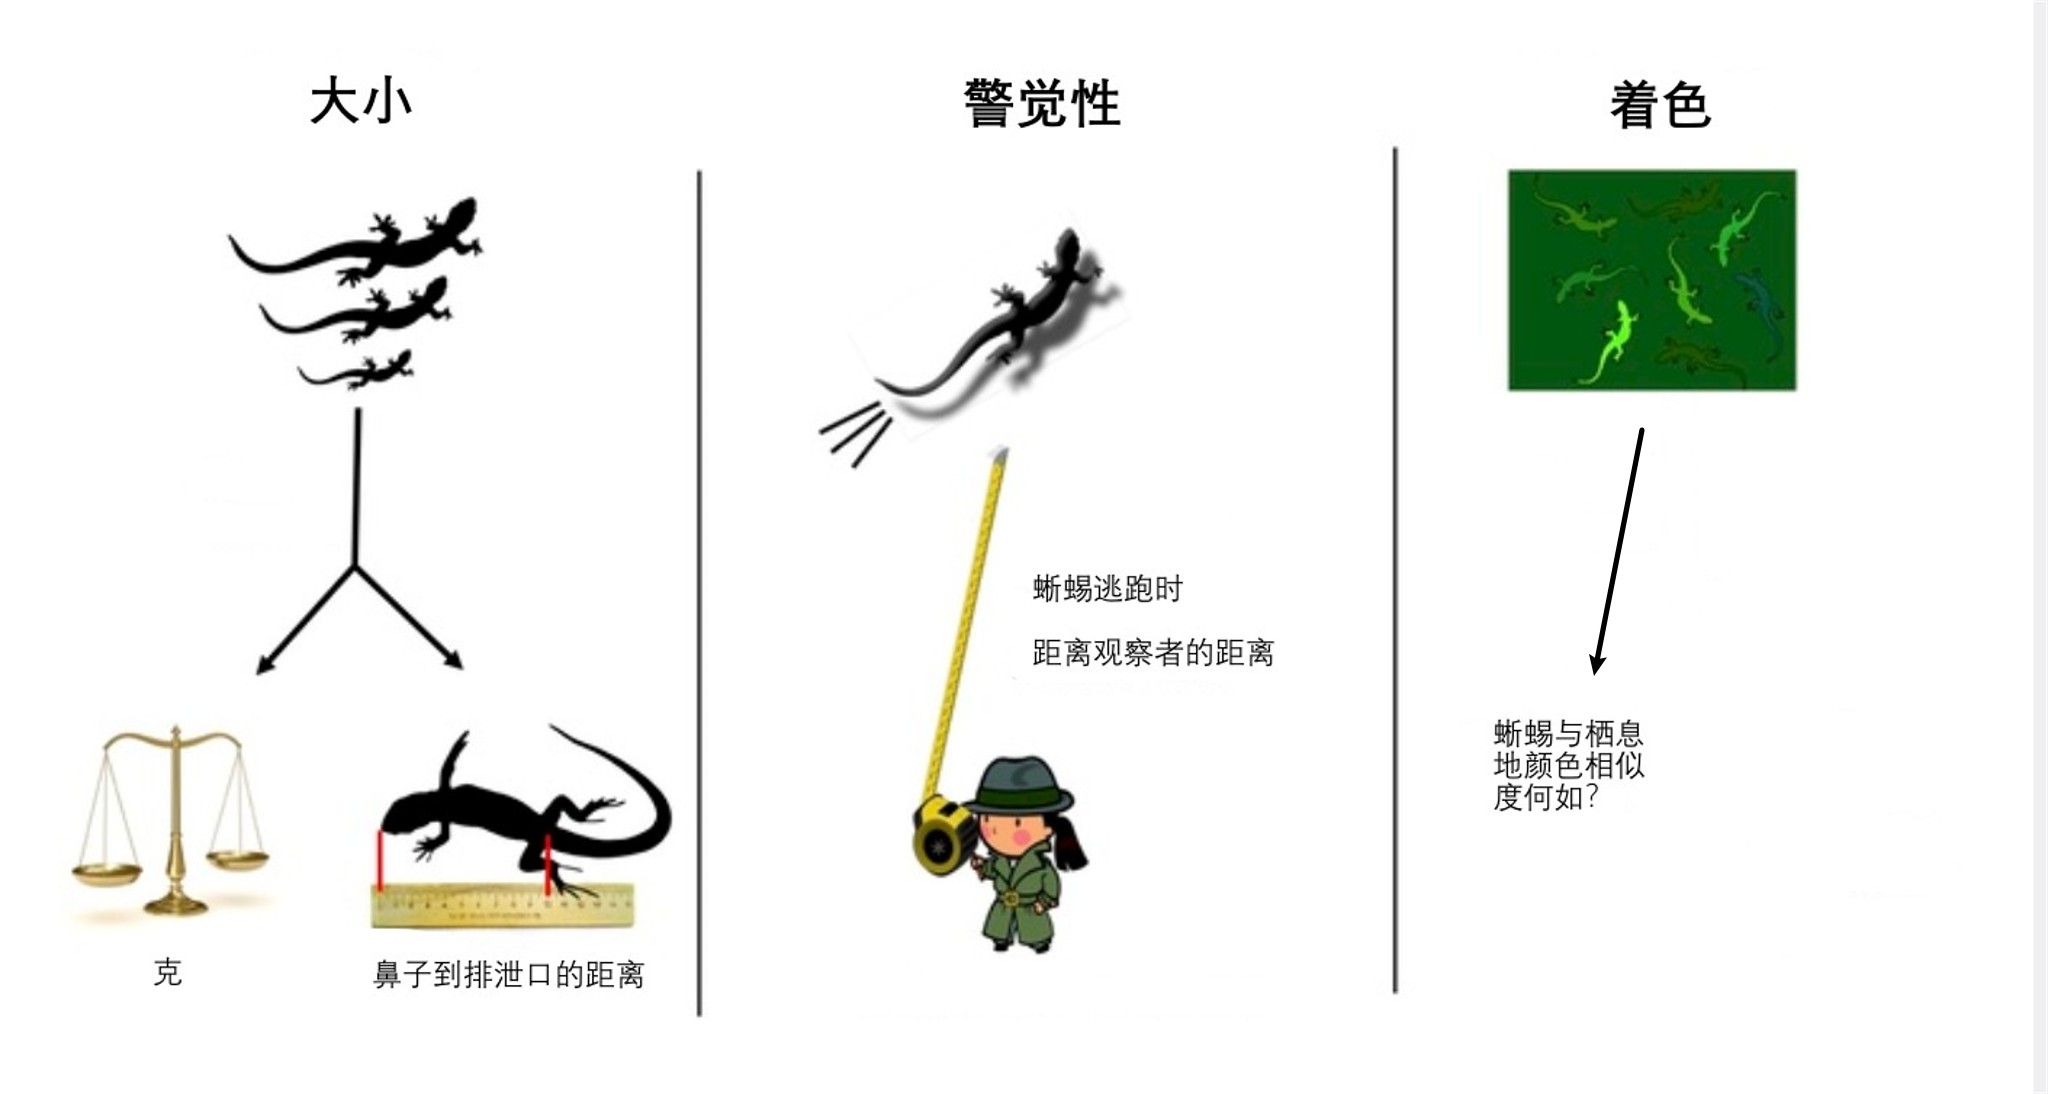 大小
克
鼻子到排泄口的距离
警觉性
蜥蜴逃跑时
距离观察者的距离
着色
蜥蜴与栖息
地颜色相似
度何如？